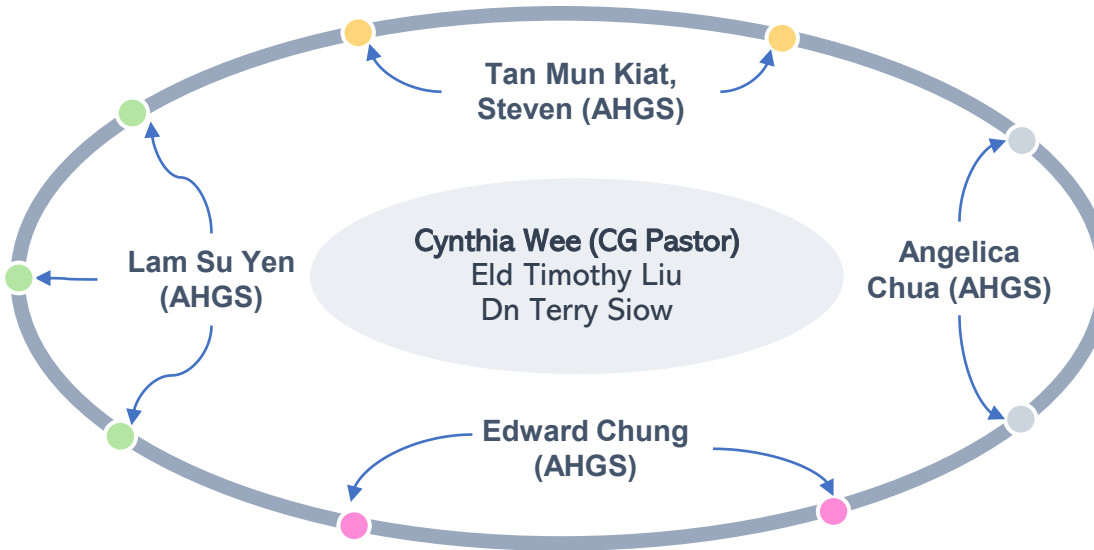 Tan Mun Kiat,
Steven (AHGS)
Cynthia Wee (CG Pastor)
Eld Timothy Liu
Dn Terry Siow
Lam Su Yen
(AHGS)
Angelica
Chua (AHGS)
Edward Chung
(AHGS)